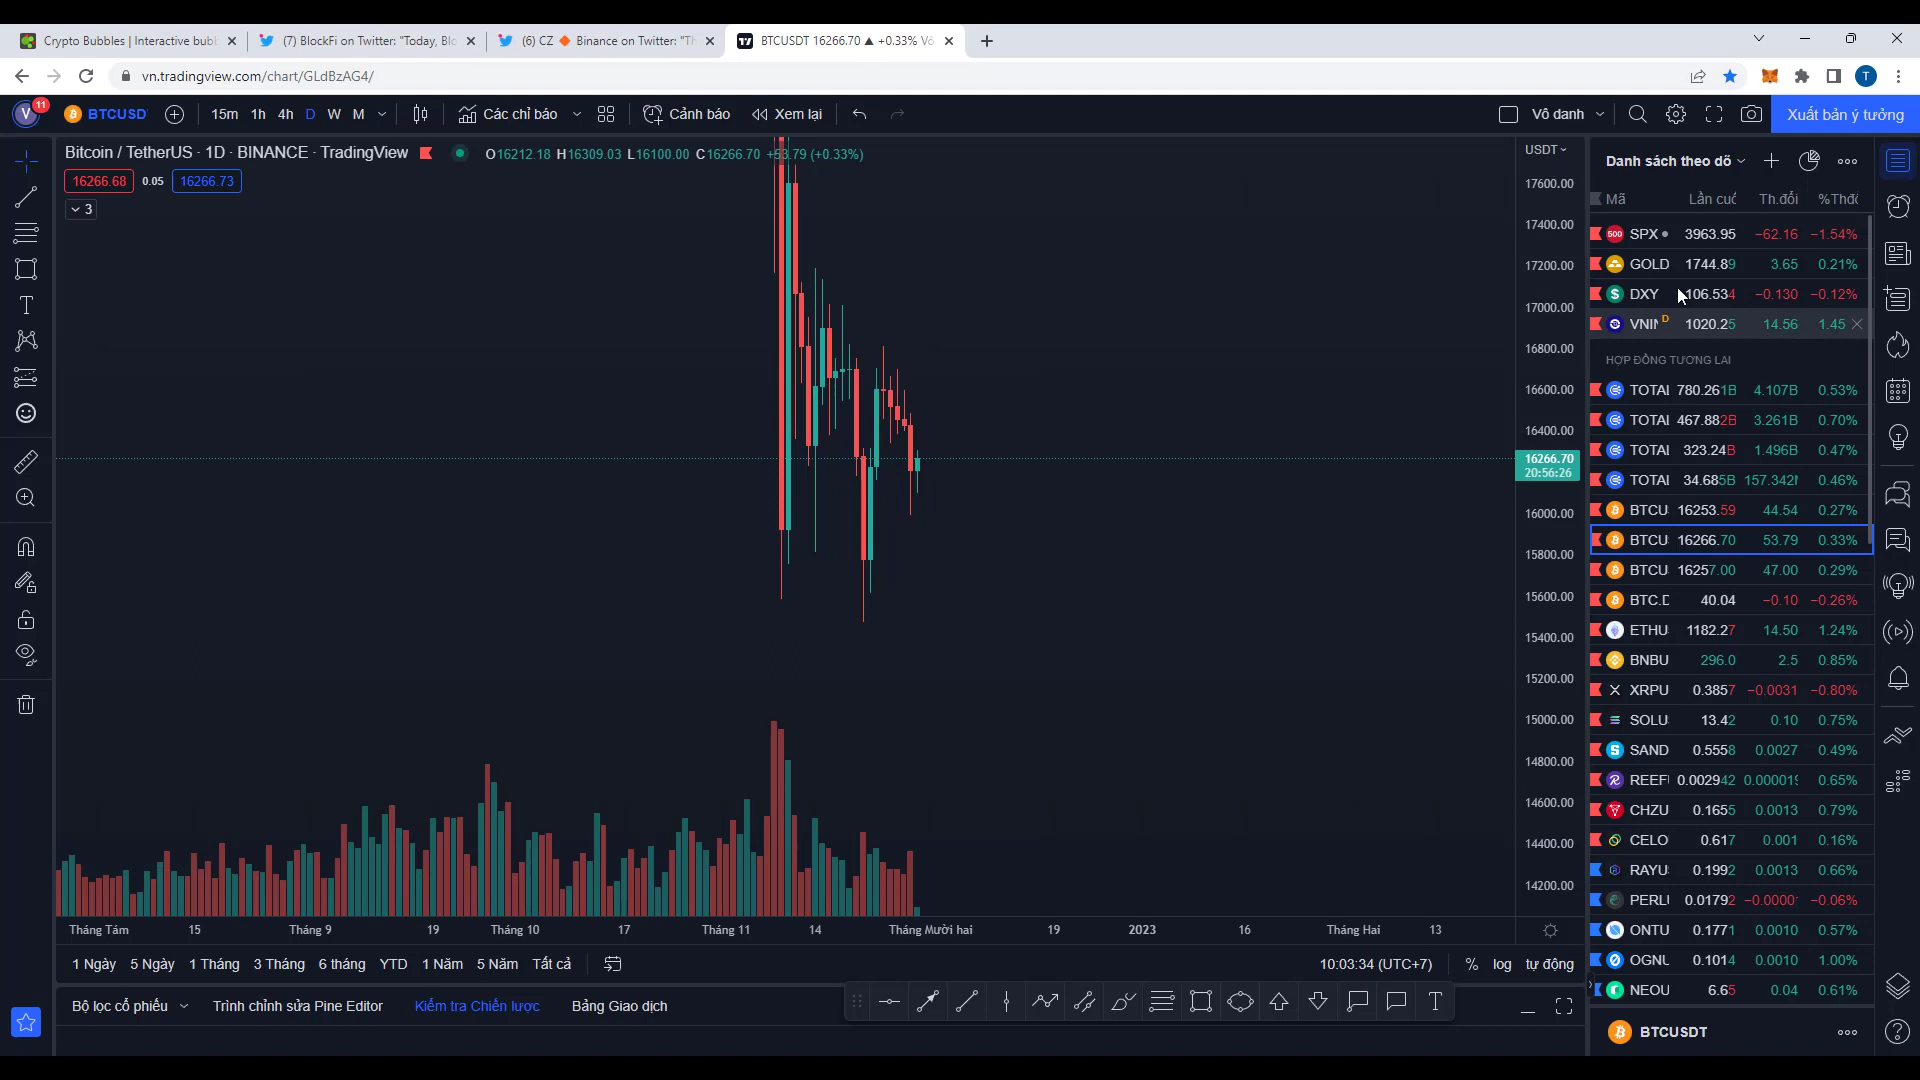 Crypto Bubbles | Interactive bubb
(7) BlockFi on Twitter: "Today, Blo
(6) CZ 🔶 Binance on Twitter: "Th
BTCUSDT 16266.70 ▲ +0.33% Vô
vn.tradingview.com/chart/GLdBzAG4/
T
V 11
BTCUSD
15m 1h 4h D W M
Các chỉ báo
Cảnh báo
Xem lại
Vô danh
Xuất bản ý tưởng
Bitcoin / TetherUS · 1D · BINANCE · TradingView
O16212.18 H16309.03 L16100.00 C16266.70 +53.79 (+0.33%)
16266.68 0.05 16266.73
3
USDT
17600.00
17400.00
17200.00
17000.00
16800.00
16600.00
16400.00
16266.70
20:56:26
16000.00
15800.00
15600.00
15400.00
15200.00
15000.00
14800.00
14600.00
14400.00
14200.00
Tháng Tám 15 Tháng 9 19 Tháng 10 17 Tháng 11 14 Tháng Mười hai 19 2023 16 Tháng Hai 13
1 Ngày 5 Ngày 1 Tháng 3 Tháng 6 tháng YTD 1 Năm 5 Năm Tất cả
10:03:34 (UTC+7) % log tự động
Bộ lọc cổ phiếu Trình chỉnh sửa Pine Editor Kiểm tra Chiến lược Bảng Giao dịch
Danh sách theo dõ
Mã Lần cuố Th.đổi %Thđổ
SPX 3963.95 −62.16 −1.54%
GOLD 1744.89 3.65 0.21%
DXY 106.534 −0.130 −0.12%
VNIN D 1020.25 14.56 1.45
HỢP ĐỒNG TƯƠNG LAI
TOTAL 780.261B 4.107B 0.53%
TOTAL 467.882B 3.261B 0.70%
TOTAL 323.24B 1.496B 0.47%
TOTAL 34.685B 157.342M 0.46%
BTCU 16253.59 44.54 0.27%
BTCU 16266.70 53.79 0.33%
BTCU 16257.00 47.00 0.29%
BTC.D 40.04 −0.10 −0.26%
ETHU 1182.27 14.50 1.24%
BNBU 296.0 2.5 0.85%
XRPU 0.3857 −0.0031 −0.80%
SOLU 13.42 0.10 0.75%
SAND 0.5558 0.0027 0.49%
REEF 0.002942 0.000019 0.65%
CHZU 0.1655 0.0013 0.79%
CELO 0.617 0.001 0.16%
RAYU 0.1992 0.0013 0.66%
PERLU 0.01792 −0.0000 −0.06%
ONTU 0.1771 0.0010 0.57%
OGNU 0.1014 0.0010 1.00%
NEOU 6.65 0.04 0.61%
BTCUSDT